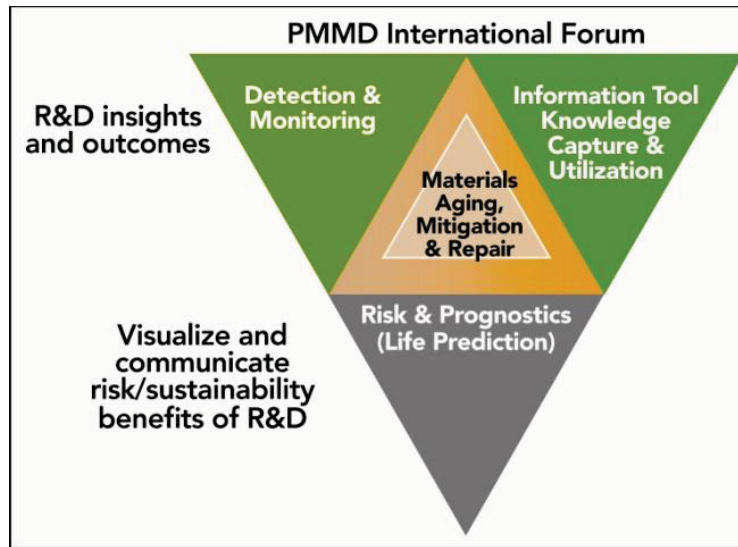 PMMD International Forum
R&D insights
and outcomes
Detection &
Monitoring
Information Tool
Knowledge
Capture &
Utilization
Materials
Aging,
Mitigation
& Repair
Visualize and
communicate
risk/sustainability
benefits of R&D
Risk & Prognostics
(Life Prediction)